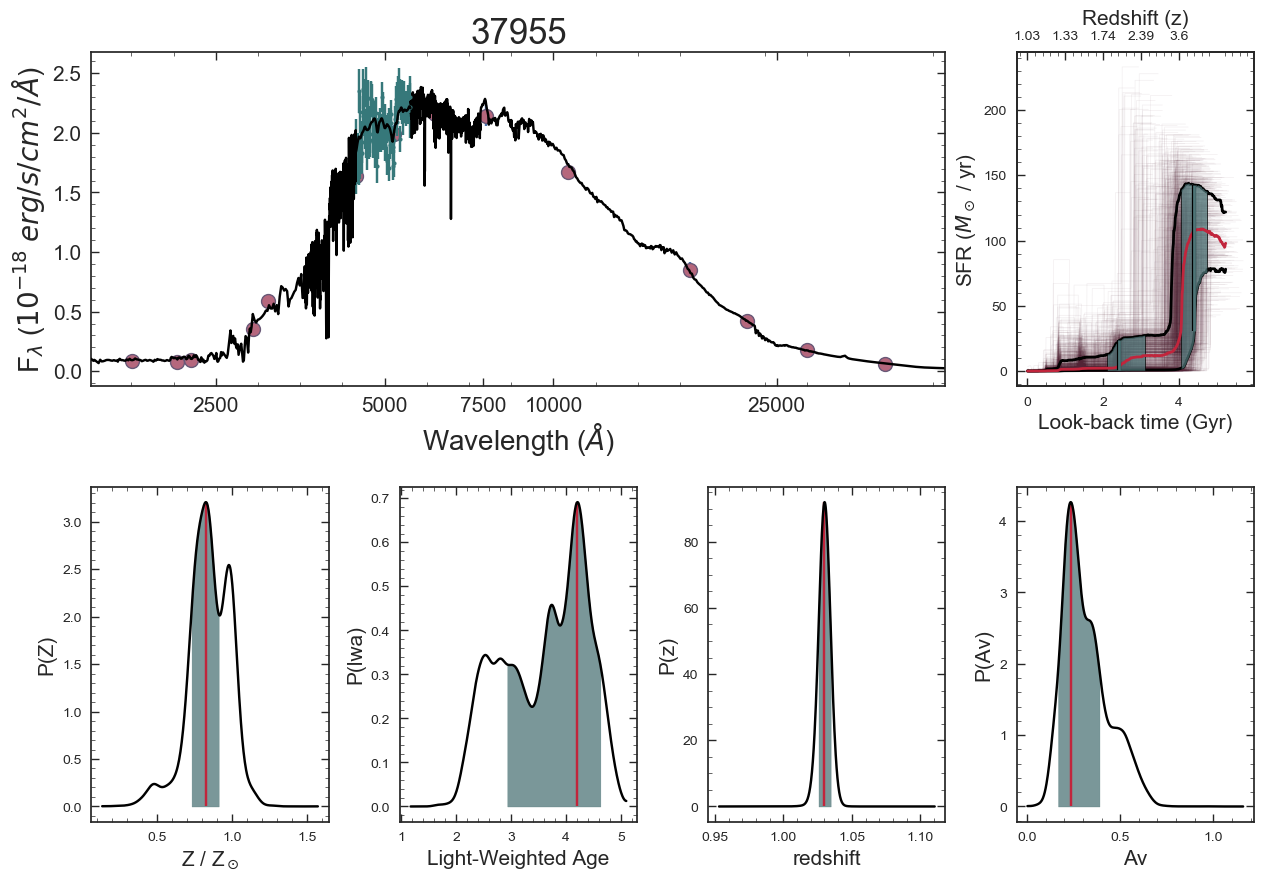 37955
F_λ (10^{-18} erg/s/cm^2/Å)
2.5
2.0
1.5
1.0
0.5
0.0
2500 5000 7500 10000 25000
Wavelength (Å)
Redshift (z)
1.03 1.33 1.74 2.39 3.6
SFR (M_⊙ / yr)
200
150
100
50
0
0 2 4
Look-back time (Gyr)
P(Z)
3.0
2.5
2.0
1.5
1.0
0.5
0.0
0.5 1.0 1.5
Z / Z_⊙
P(lwa)
0.7
0.6
0.5
0.4
0.3
0.2
0.1
0.0
1 2 3 4 5
Light-Weighted Age
P(z)
80
60
40
20
0
0.95 1.00 1.05 1.10
redshift
P(Av)
4
3
2
1
0
0.0 0.5 1.0
Av